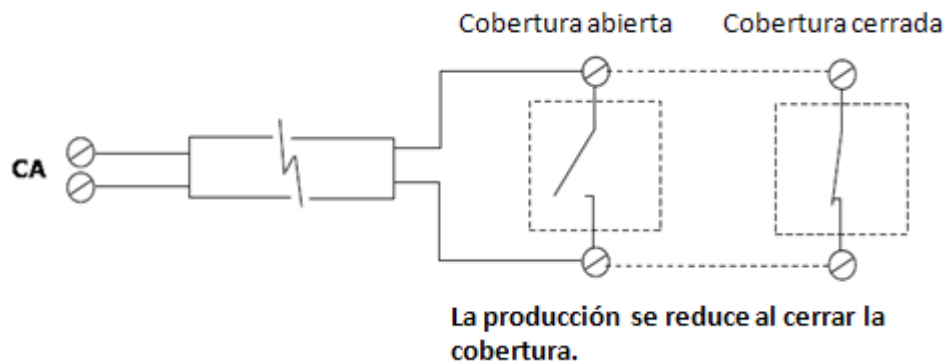 Cobertura abierta
Cobertura cerrada
CA
La producción se reduce al cerrar la
cobertura.